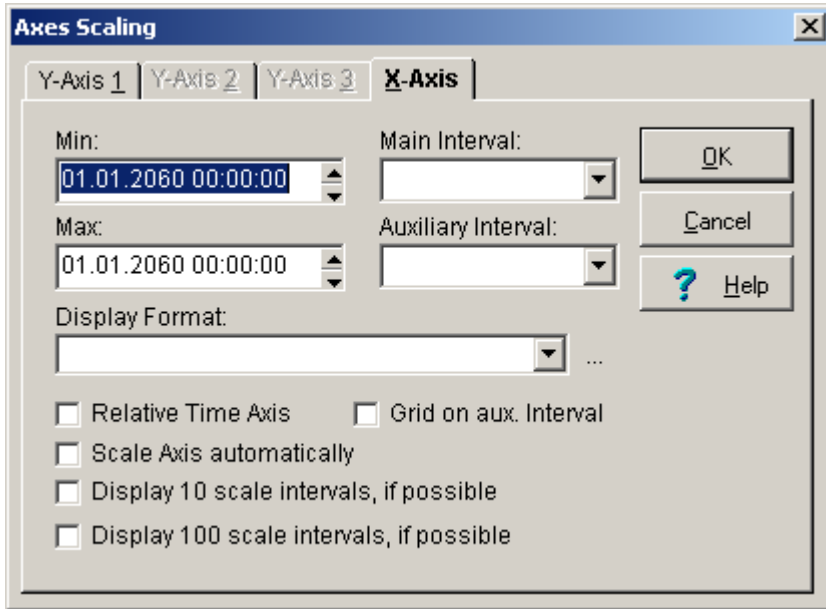 Axes Scaling
Y-Axis 1 Y-Axis 2 Y-Axis 3 X-Axis
Min: Main Interval:
01.01.2060 00:00:00
OK
Max: Auxiliary Interval:
Cancel
01.01.2060 00:00:00
? Help
Display Format:
...
Relative Time Axis Grid on aux. Interval
Scale Axis automatically
Display 10 scale intervals, if possible
Display 100 scale intervals, if possible